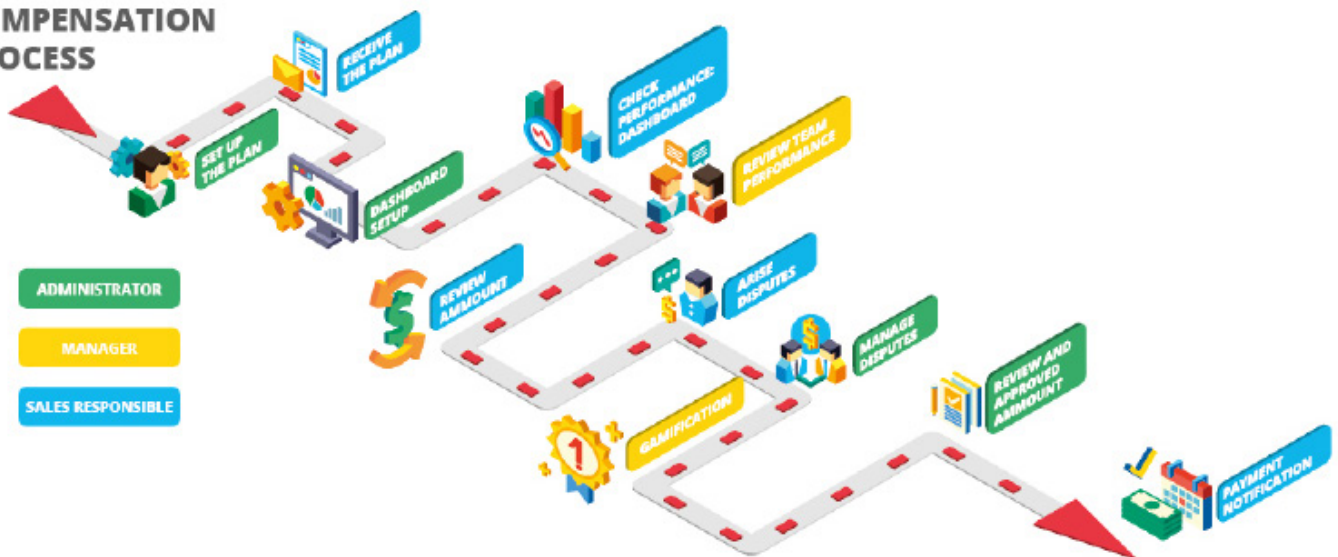 MPENSATION
OCESS
RECEIVE
THE PLAN
SET UP
THE PLAN
DASHBOARD
SETUP
CHECK
PERFORMANCE:
DASHBOARD
REVIEW TEAM
PERFORMANCE
REVIEW
AMMOUNT
ARISE
DISPUTES
MANAGE
DISPUTES
GAMIFICATION
1
REVIEW AND
APPROVED
AMMOUNT
PAYMENT
NOTIFICATION
ADMINISTRATOR
MANAGER
SALES RESPONSIBLE